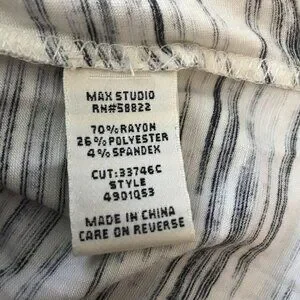 MAX STUDIO
RN#58822
70% RAYON
26% POLYESTER
4% SPANDEX
CUT:33746C
STYLE
4901Q53
MADE IN CHINA
CARE ON REVERSE